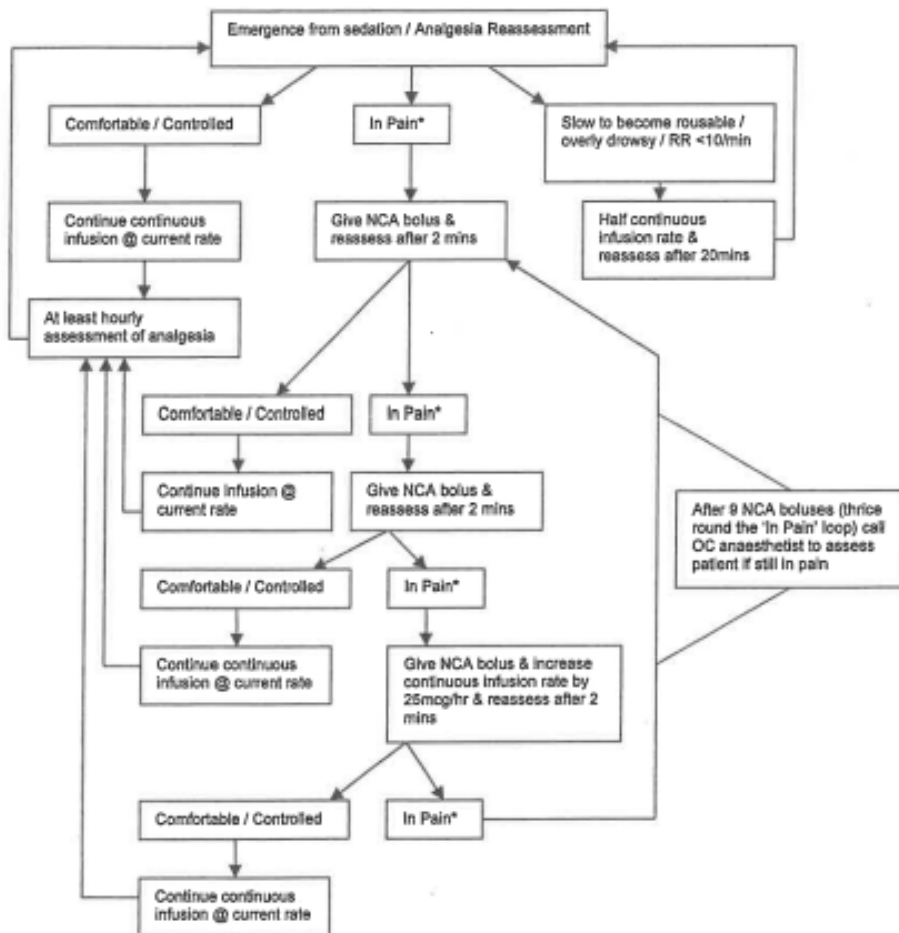 Emergence from sedation / Analgesia Reassessment
Comfortable / Controlled
In Pain*
Slow to become rousable /
overly drowsy / RR <10/min
Continue continuous
infusion @ current rate
Give NCA bolus &
reassess after 2 mins
Half continuous
infusion rate &
reassess after 20mins
At least hourly
assessment of analgesia
Comfortable / Controlled
In Pain*
Continue infusion @
current rate
Give NCA bolus &
reassess after 2 mins
After 9 NCA boluses (thrice
round the 'In Pain' loop) call
OC anaesthetist to assess
patient if still in pain
Comfortable / Controlled
In Pain*
Continue continuous
infusion @ current rate
Give NCA bolus & increase
continuous infusion rate by
25mcg/hr & reassess after 2
mins
Comfortable / Controlled
In Pain*
Continue continuous
infusion @ current rate